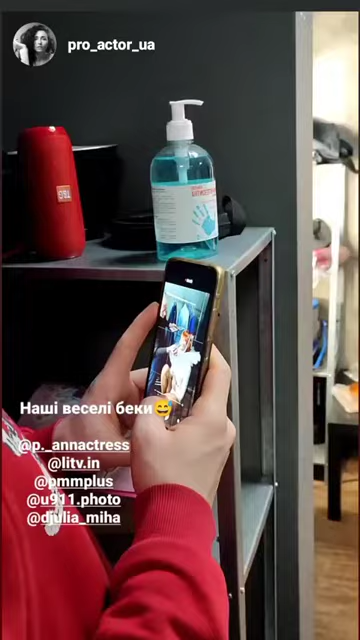 pro_actor_ua
Наші веселі беки😅
@p._annactress
@litv.in
@pmmplus
@u911.photo
@djulia_miha